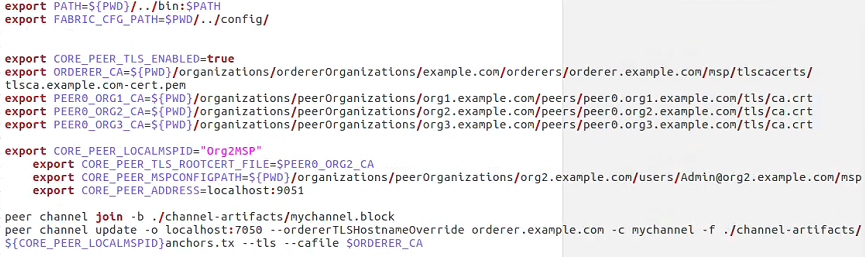 export PATH=${PWD}/../bin:$PATH
export FABRIC_CFG_PATH=$PWD/../config/
export CORE_PEER_TLS_ENABLED=true
export ORDERER_CA=${PWD}/organizations/ordererOrganizations/example.com/orderers/orderer.example.com/msp/tlscacerts/
tlsca.example.com-cert.pem
export PEER0_ORG1_CA=${PWD}/organizations/peerOrganizations/org1.example.com/peers/peer0.org1.example.com/tls/ca.crt
export PEER0_ORG2_CA=${PWD}/organizations/peerOrganizations/org2.example.com/peers/peer0.org2.example.com/tls/ca.crt
export PEER0_ORG3_CA=${PWD}/organizations/peerOrganizations/org3.example.com/peers/peer0.org3.example.com/tls/ca.crt
export CORE_PEER_LOCALMSPID="Org2MSP"
    export CORE_PEER_TLS_ROOTCERT_FILE=$PEER0_ORG2_CA
    export CORE_PEER_MSPCONFIGPATH=${PWD}/organizations/peerOrganizations/org2.example.com/users/Admin@org2.example.com/msp
    export CORE_PEER_ADDRESS=localhost:9051
peer channel join -b ./channel-artifacts/mychannel.block
peer channel update -o localhost:7050 --ordererTLSHostnameOverride orderer.example.com -c mychannel -f ./channel-artifacts/
${CORE_PEER_LOCALMSPID}anchors.tx --tls --cafile $ORDERER_CA